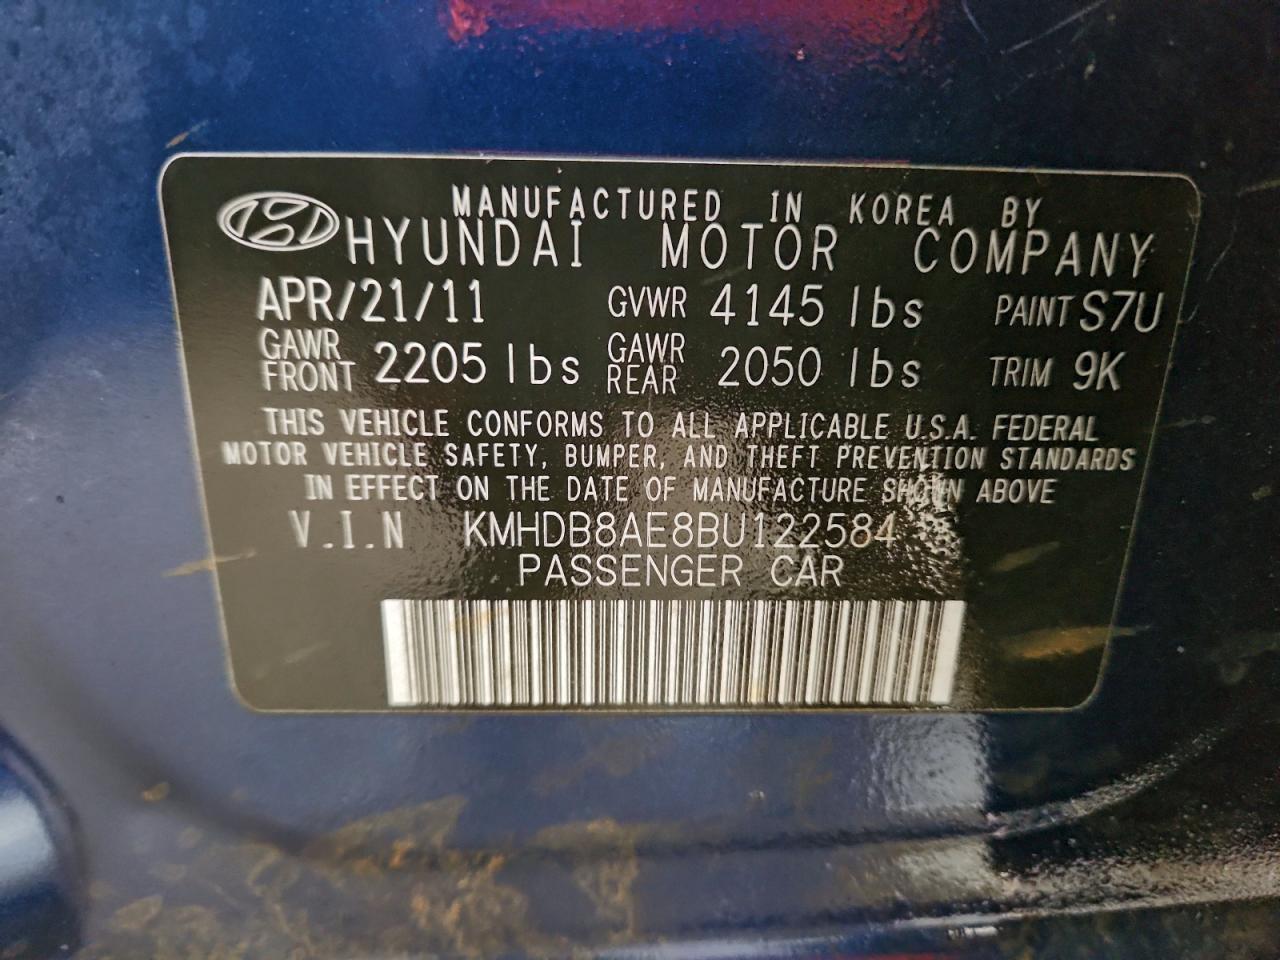 MANUFACTURED IN KOREA BY
HYUNDAI MOTOR COMPANY
APR/21/11 GVWR 4145 lbs PAINT S7U
GAWR FRONT 2205 lbs GAWR REAR 2050 lbs TRIM 9K
THIS VEHICLE CONFORMS TO ALL APPLICABLE U.S.A. FEDERAL
MOTOR VEHICLE SAFETY, BUMPER, AND THEFT PREVENTION STANDARDS
IN EFFECT ON THE DATE OF MANUFACTURE SHOWN ABOVE
V.I.N KMHDB8AE8BU122584
PASSENGER CAR